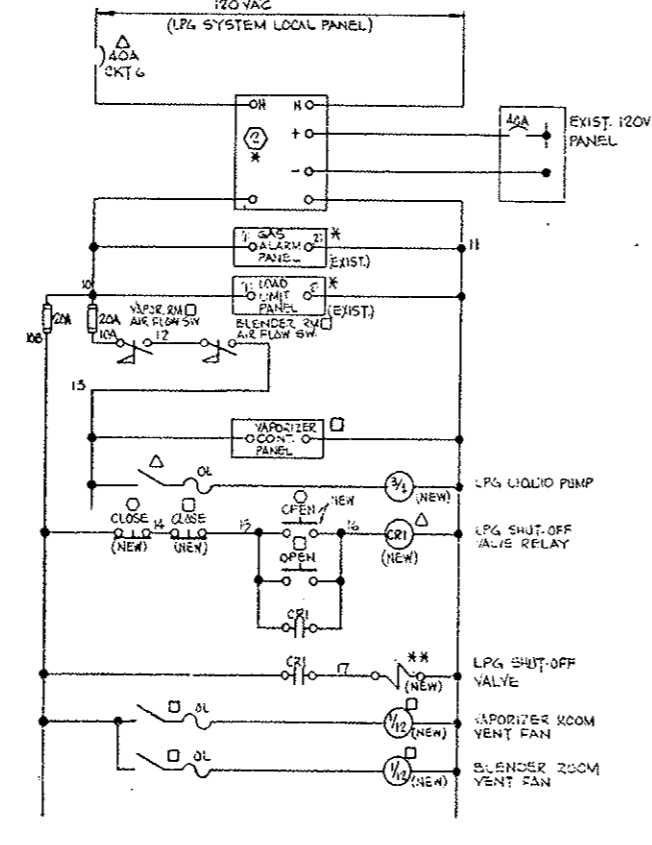 120 VAC
(LPG SYSTEM LOCAL PANEL)
40A
CKT 6
H N
+
-
2
*
40A
EXIST. 120V
PANEL
11
1 GAS 2 *
ALARM
PANEL (EXIST.)
10
1 LOAD 2 *
LIMIT
PANEL (EXIST.)
20A 20A
VAPOR. RM
AIR FLOW SW
BLENDER RM
AIR FLOW SW.
10B 10A 12
13
VAPORIZER
CONT.
PANEL
OL 3/4 (NEW) LPG LIQUID PUMP
CLOSE 14 CLOSE 15 OPEN NEW 16 CR1
(NEW) (NEW) (NEW)
LPG SHUT-OFF
VALVE RELAY
OPEN
CR1
CR1 17 ** (NEW)
LPG SHUT-OFF
VALVE
OL 1/12 (NEW)
VAPORIZER ROOM
VENT FAN
OL 1/12 (NEW)
BLENDER ROOM
VENT FAN